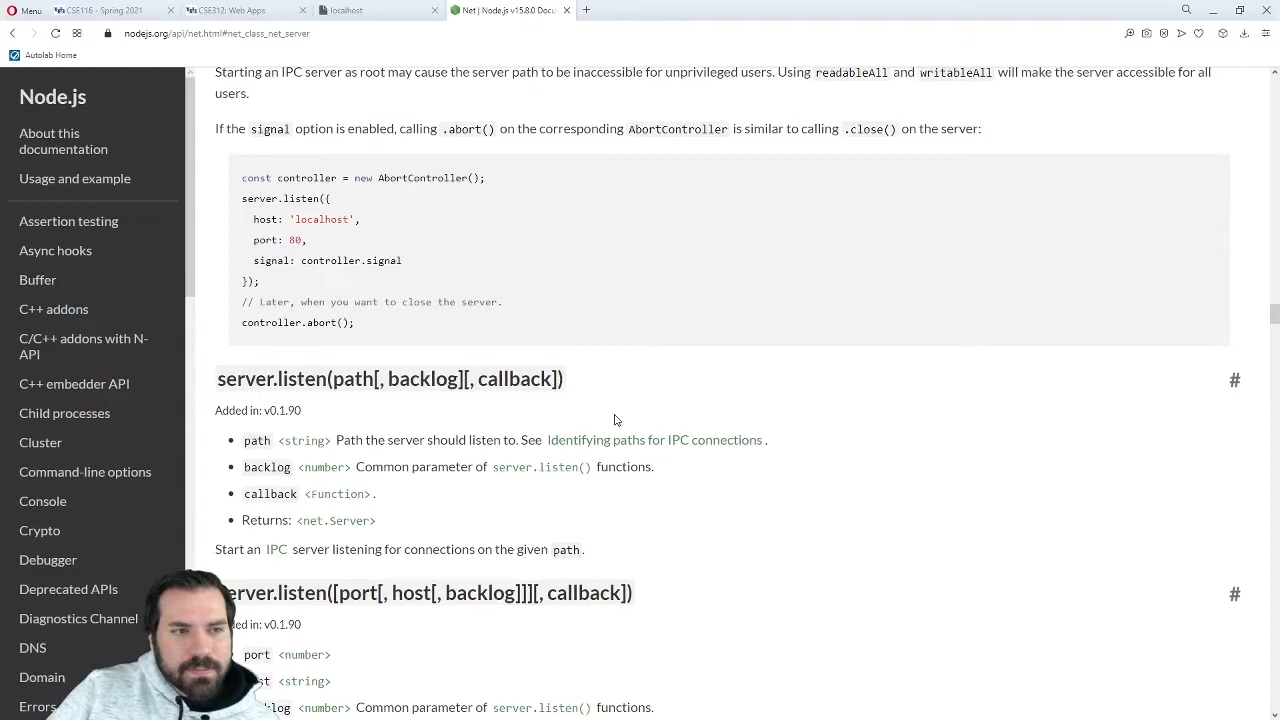 Menu
CSE116 - Spring 2021
CSE312: Web Apps
localhost
Net | Node.js v15.8.0 Docu
nodejs.org/api/net.html#net_class_net_server
Autolab Home
Node.js
About this
documentation
Usage and example
Assertion testing
Async hooks
Buffer
C++ addons
C/C++ addons with N-
API
C++ embedder API
Child processes
Cluster
Command-line options
Console
Crypto
Debugger
Deprecated APIs
Diagnostics Channel
DNS
Domain
Errors
Starting an IPC server as root may cause the server path to be inaccessible for unprivileged users. Using readableAll and writableAll will make the server accessible for all
users.
If the signal option is enabled, calling .abort() on the corresponding AbortController is similar to calling .close() on the server:
const controller = new AbortController();
server.listen({
host: 'localhost',
port: 80,
signal: controller.signal
});
// Later, when you want to close the server.
controller.abort();
server.listen(path[, backlog][, callback])
#
Added in: v0.1.90
• path <string> Path the server should listen to. See Identifying paths for IPC connections .
• backlog <number> Common parameter of server.listen() functions.
• callback <Function>.
• Returns: <net.Server>
Start an IPC server listening for connections on the given path.
erver.listen([port[, host[, backlog]]][, callback])
#
ed in: v0.1.90
port <number>
st <string>
klog <number> Common parameter of server.listen() functions.